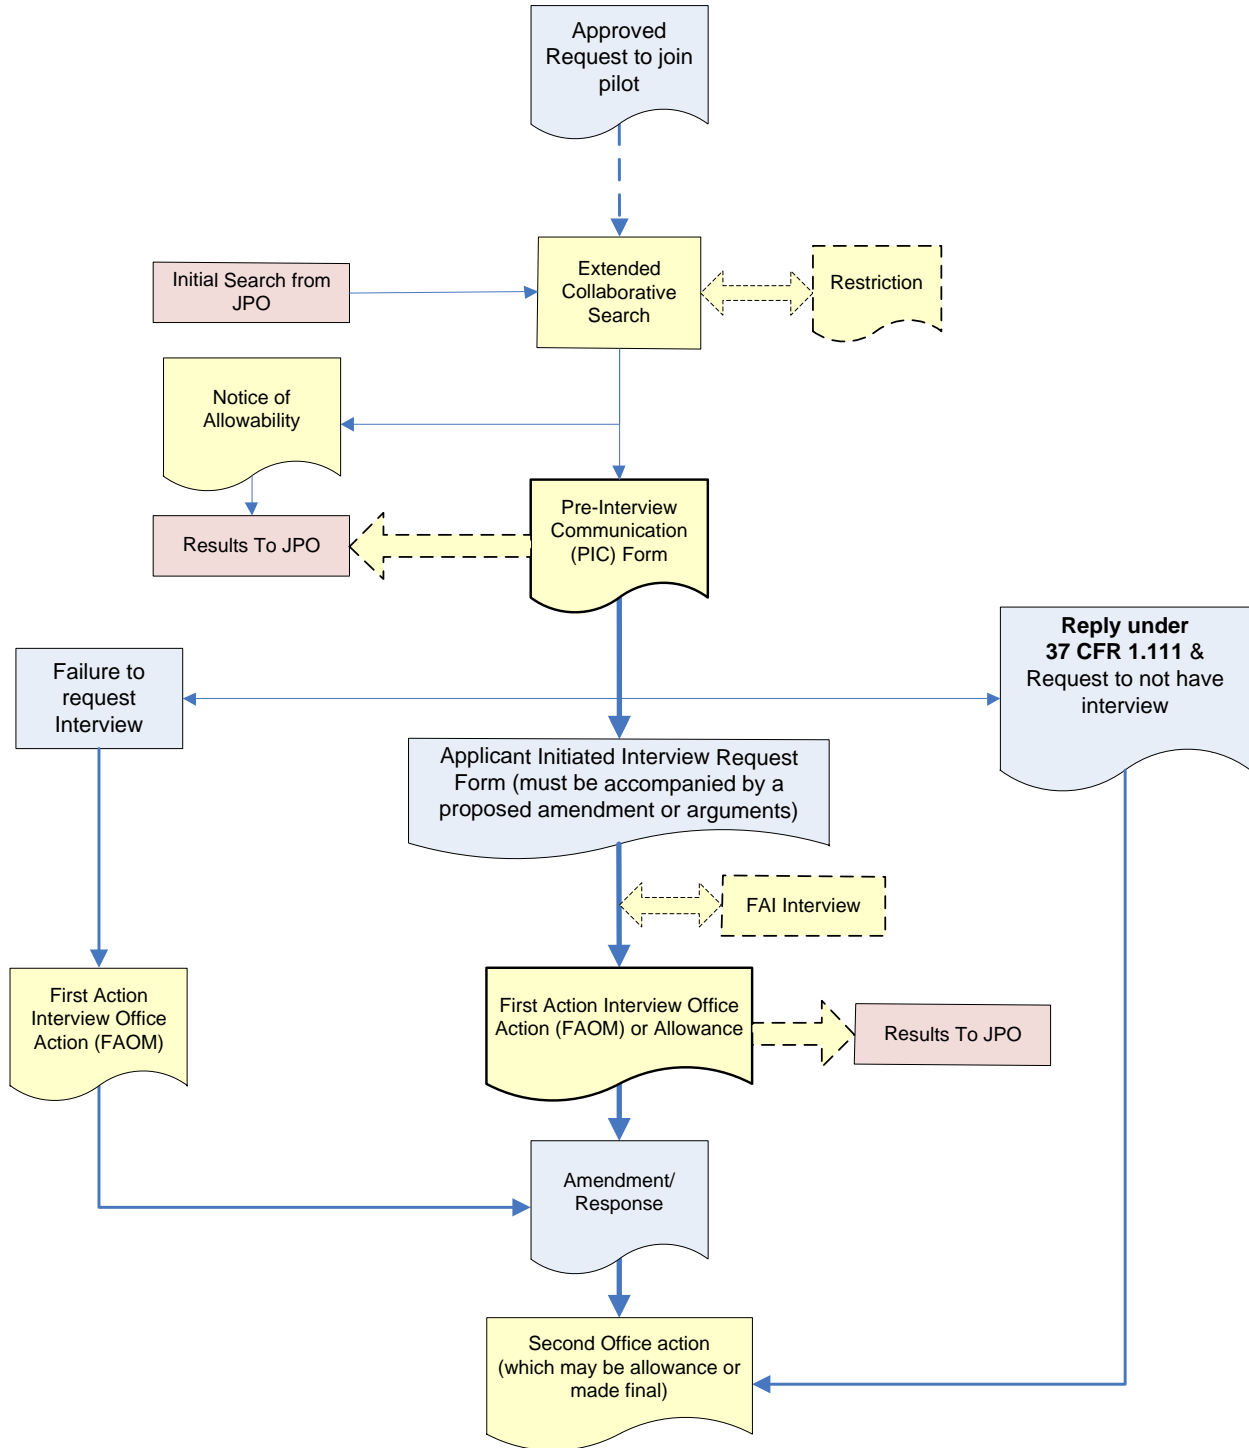 Approved
Request to join
pilot
Initial Search from
JPO
Extended
Collaborative
Search
Restriction
Notice of
Allowability
Results To JPO
Pre-Interview
Communication
(PIC) Form
Failure to
request
Interview
Reply under
37 CFR 1.111 &
Request to not have
interview
Applicant Initiated Interview Request
Form (must be accompanied by a
proposed amendment or arguments)
FAI Interview
First Action
Interview Office
Action (FAOM)
First Action Interview Office
Action (FAOM) or Allowance
Results To JPO
Amendment/
Response
Second Office action
(which may be allowance or
made final)